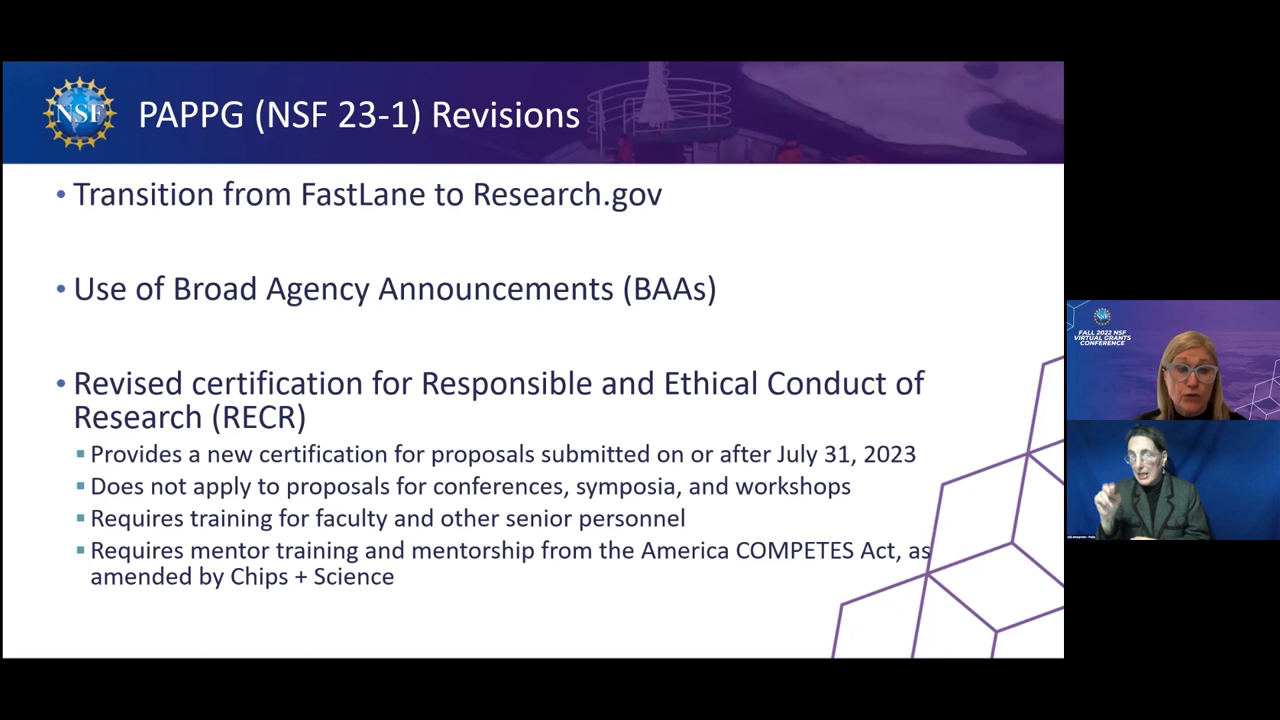 NSF
PAPPG (NSF 23-1) Revisions
• Transition from FastLane to Research.gov
• Use of Broad Agency Announcements (BAAs)
• Revised certification for Responsible and Ethical Conduct of
Research (RECR)
▪ Provides a new certification for proposals submitted on or after July 31, 2023
▪ Does not apply to proposals for conferences, symposia, and workshops
▪ Requires training for faculty and other senior personnel
▪ Requires mentor training and mentorship from the America COMPETES Act, as
amended by Chips + Science
NSF
FALL 2022 NSF
VIRTUAL GRANTS
CONFERENCE